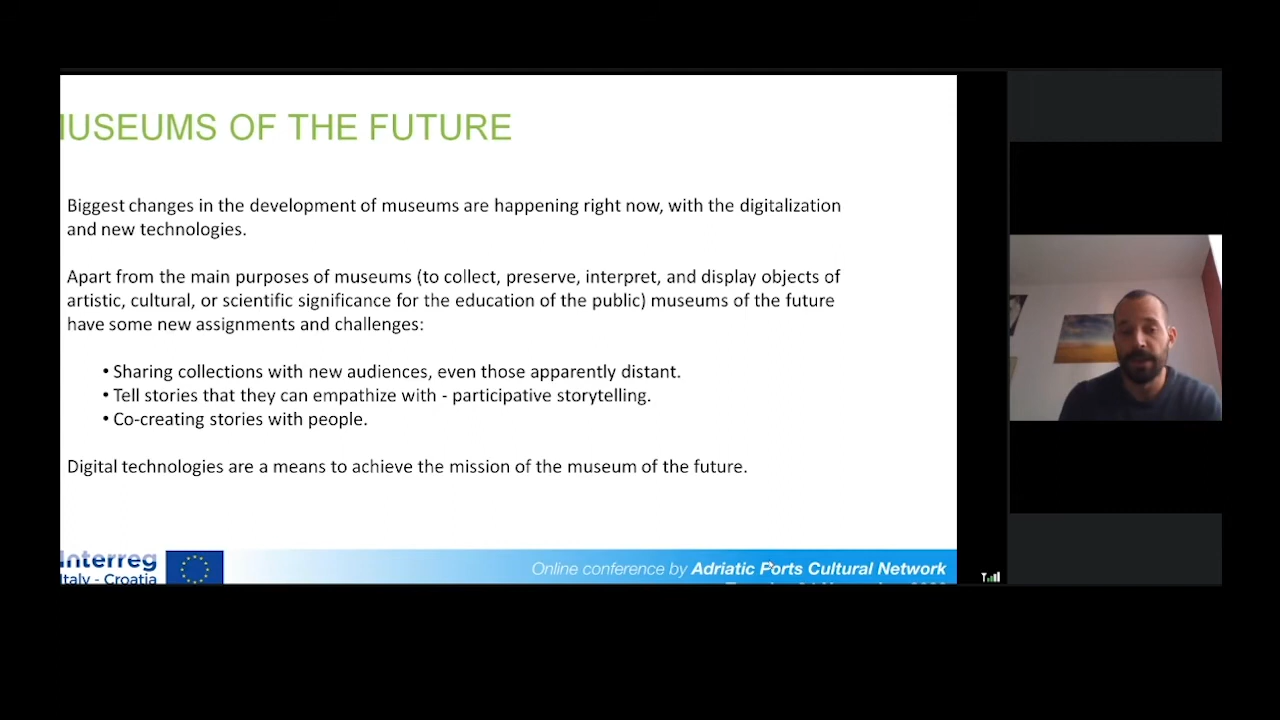 MUSEUMS OF THE FUTURE
Biggest changes in the development of museums are happening right now, with the digitalization
and new technologies.
Apart from the main purposes of museums (to collect, preserve, interpret, and display objects of
artistic, cultural, or scientific significance for the education of the public) museums of the future
have some new assignments and challenges:
• Sharing collections with new audiences, even those apparently distant.
• Tell stories that they can empathize with - participative storytelling.
• Co-creating stories with people.
Digital technologies are a means to achieve the mission of the museum of the future.
Interreg
Italy - Croatia
Online conference by Adriatic Ports Cultural Network